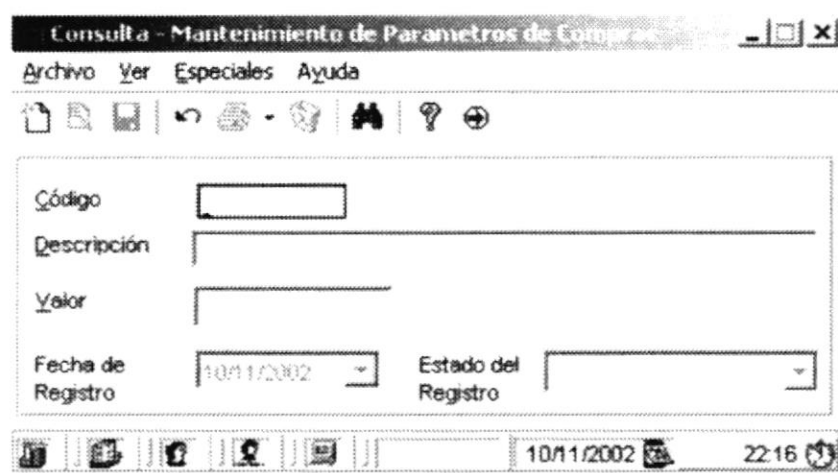 Consulta - Mantenimiento de Parametros de Compras
Archivo Ver Especiales Ayuda
Código
Descripción
Valor
Fecha de Registro
10/11/2002
Estado del Registro
10/11/2002
22:16